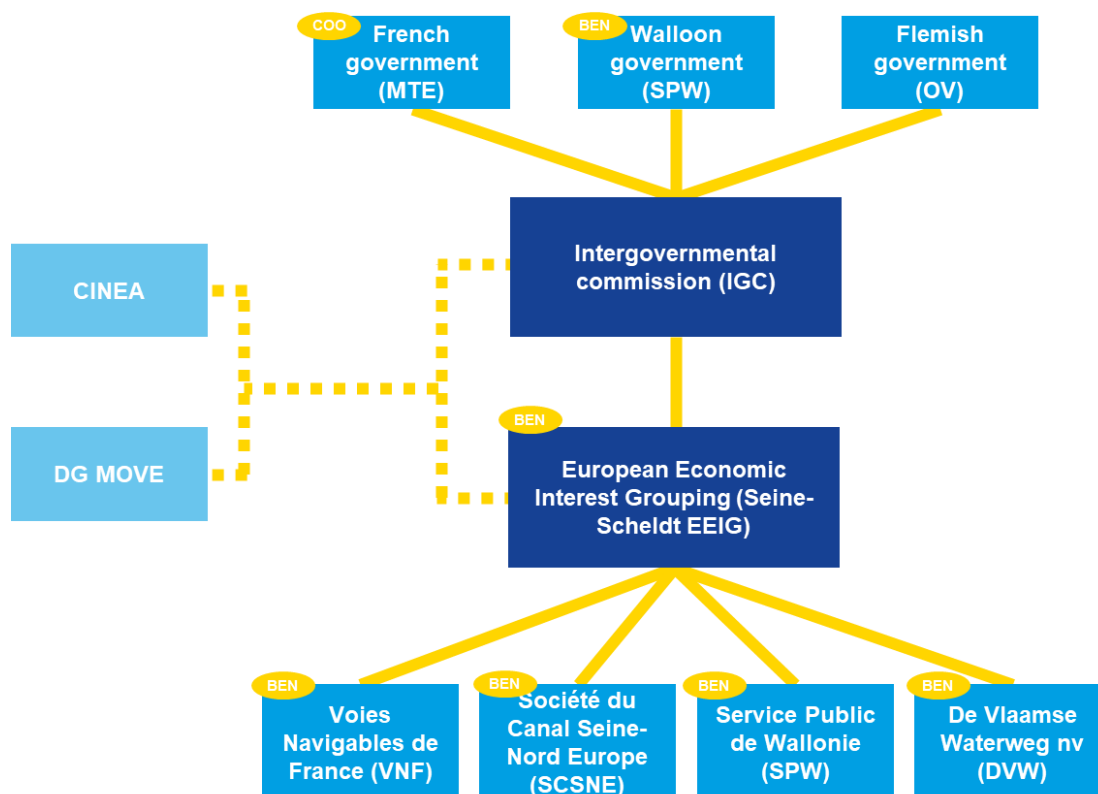 COO
French
government
(MTE)
BEN
Walloon
government
(SPW)
Flemish
government
(OV)
Intergovernmental
commission (IGC)
CINEA
DG MOVE
BEN
European Economic
Interest Grouping (Seine-
Scheldt EEIG)
BEN
Voies
Navigables de
France (VNF)
BEN
Société du
Canal Seine-
Nord Europe
(SCSNE)
BEN
Service Public
de Wallonie
(SPW)
BEN
De Vlaamse
Waterweg nv
(DVW)